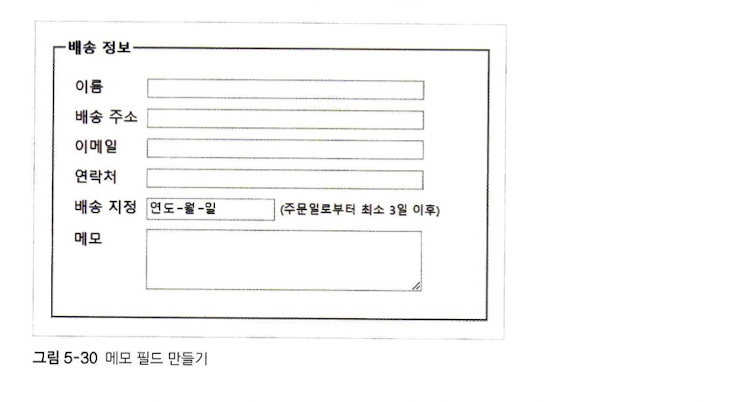 배송 정보
이름
배송 주소
이메일
연락처
배송 지정 연도-월-일 (주문일로부터 최소 3일 이후)
메모
그림 5-30 메모 필드 만들기